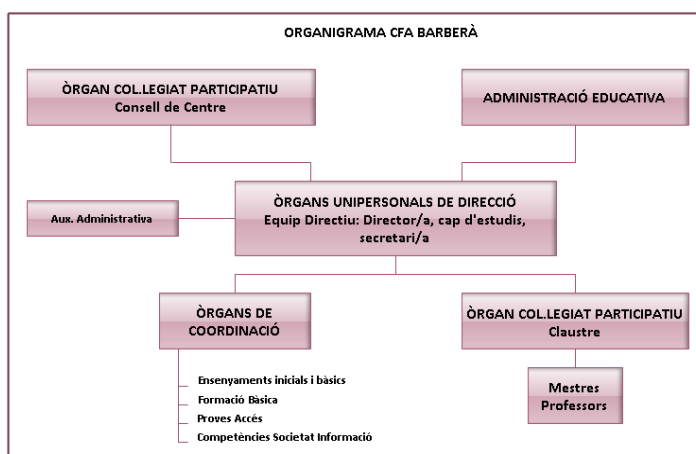 ORGANIGRAMA CFA BARBERÀ
ÒRGAN COL.LEGIAT PARTICIPATIU
Consell de Centre
ADMINISTRACIÓ EDUCATIVA
ÒRGANS UNIPERSONALS DE DIRECCIÓ
Equip Directiu: Director/a, cap d'estudis,
secretari/a
Aux. Administrativa
ÒRGANS DE
COORDINACIÓ
ÒRGAN COL.LEGIAT PARTICIPATIU
Claustre
Ensenyaments inicials i bàsics
Formació Bàsica
Proves Accés
Competències Societat Informació
Mestres
Professors